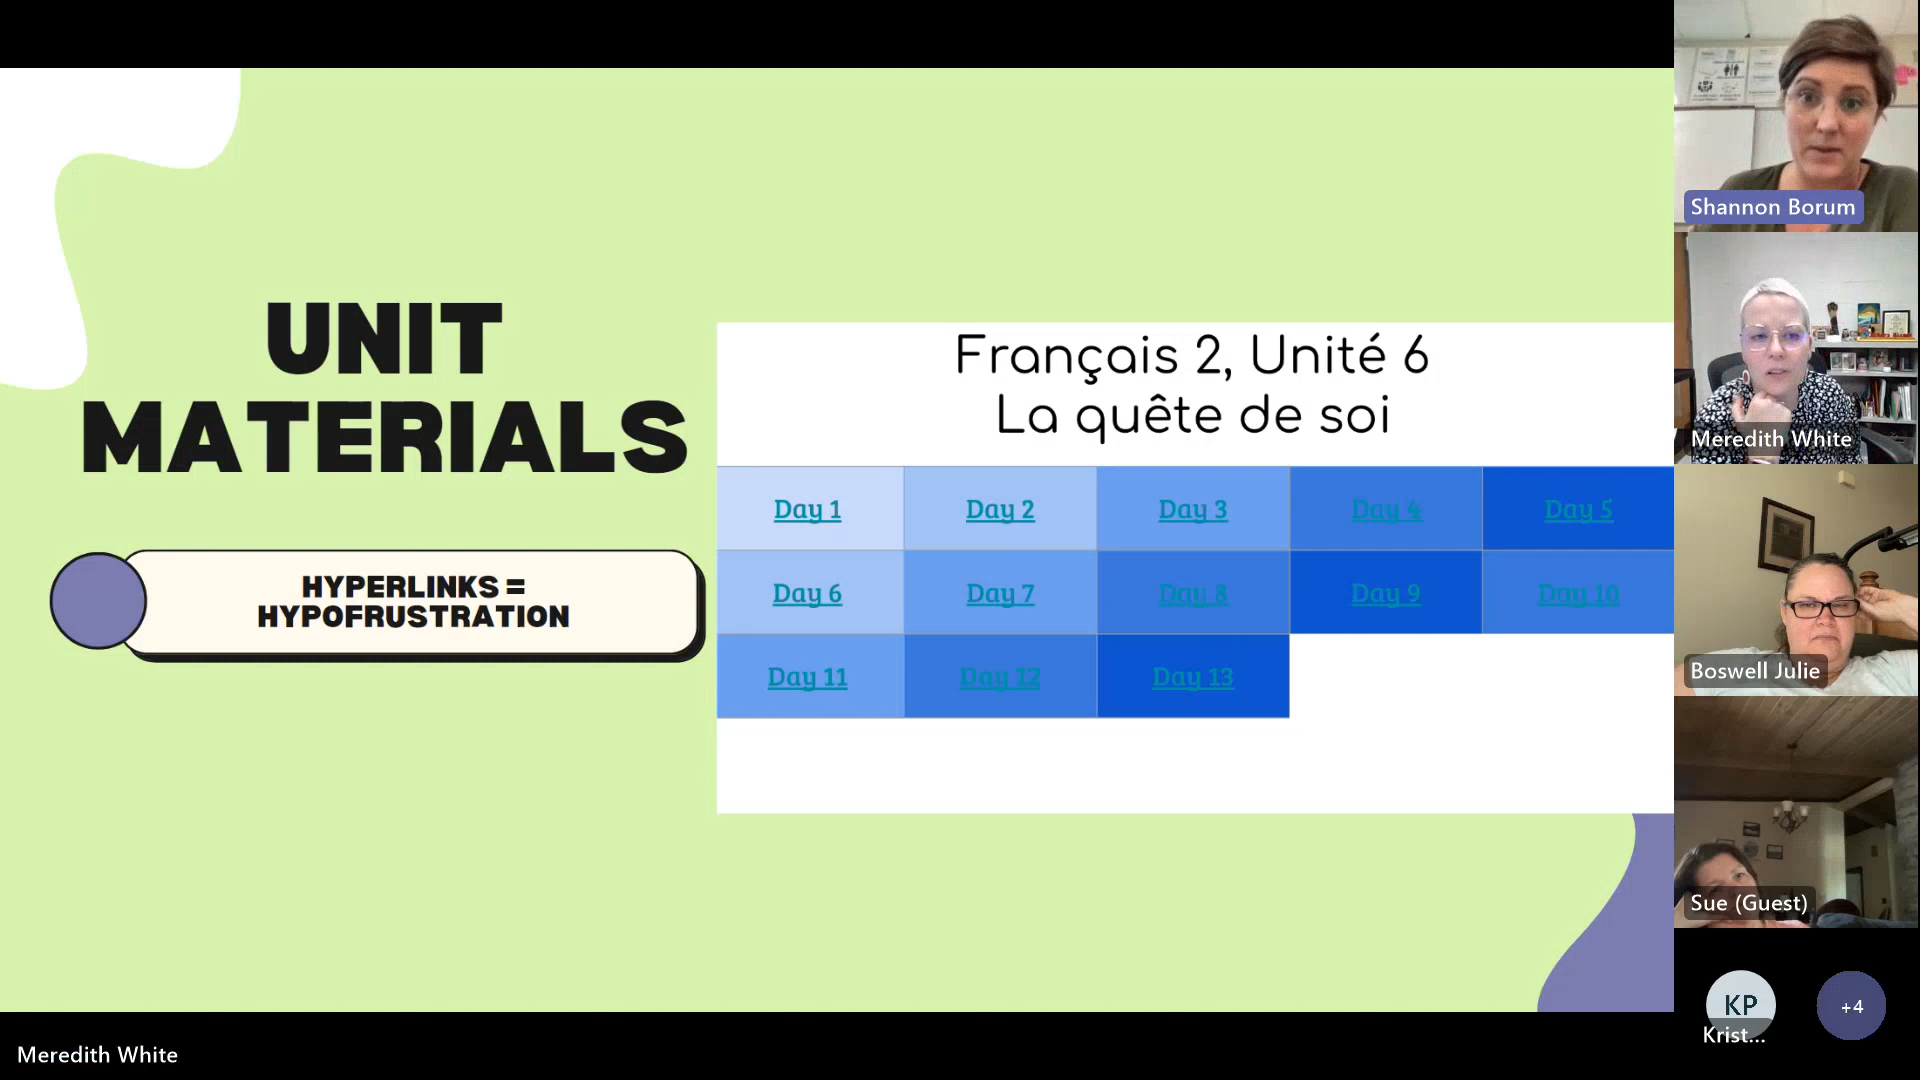 UNIT
MATERIALS
HYPERLINKS =
HYPOFRUSTRATION
Français 2, Unité 6
La quête de soi
Day 1 Day 2 Day 3 Day 4 Day 5
Day 6 Day 7 Day 8 Day 9 Day 10
Day 11 Day 12 Day 13
Shannon Borum
Meredith White
Boswell Julie
Sue (Guest)
KP
Krist...
+4
Meredith White